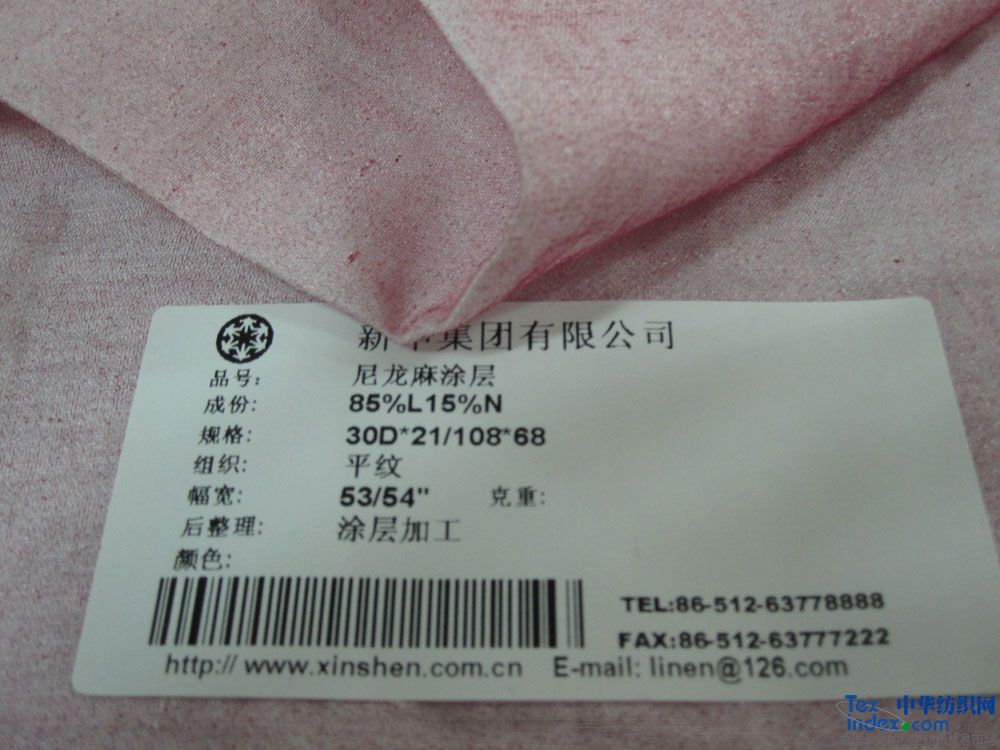 新申集团有限公司
品号: 尼龙麻涂层
成份: 85%L15%N
规格: 30D*21/108*68
组织: 平纹
幅宽: 53/54" 克重:
后整理: 涂层加工
颜色:
TEL:86-512-63778888
FAX:86-512-63777222
http:// www.xinshen.com.cn E-mail: linen@126.com
Tex 中华纺织网
index.com